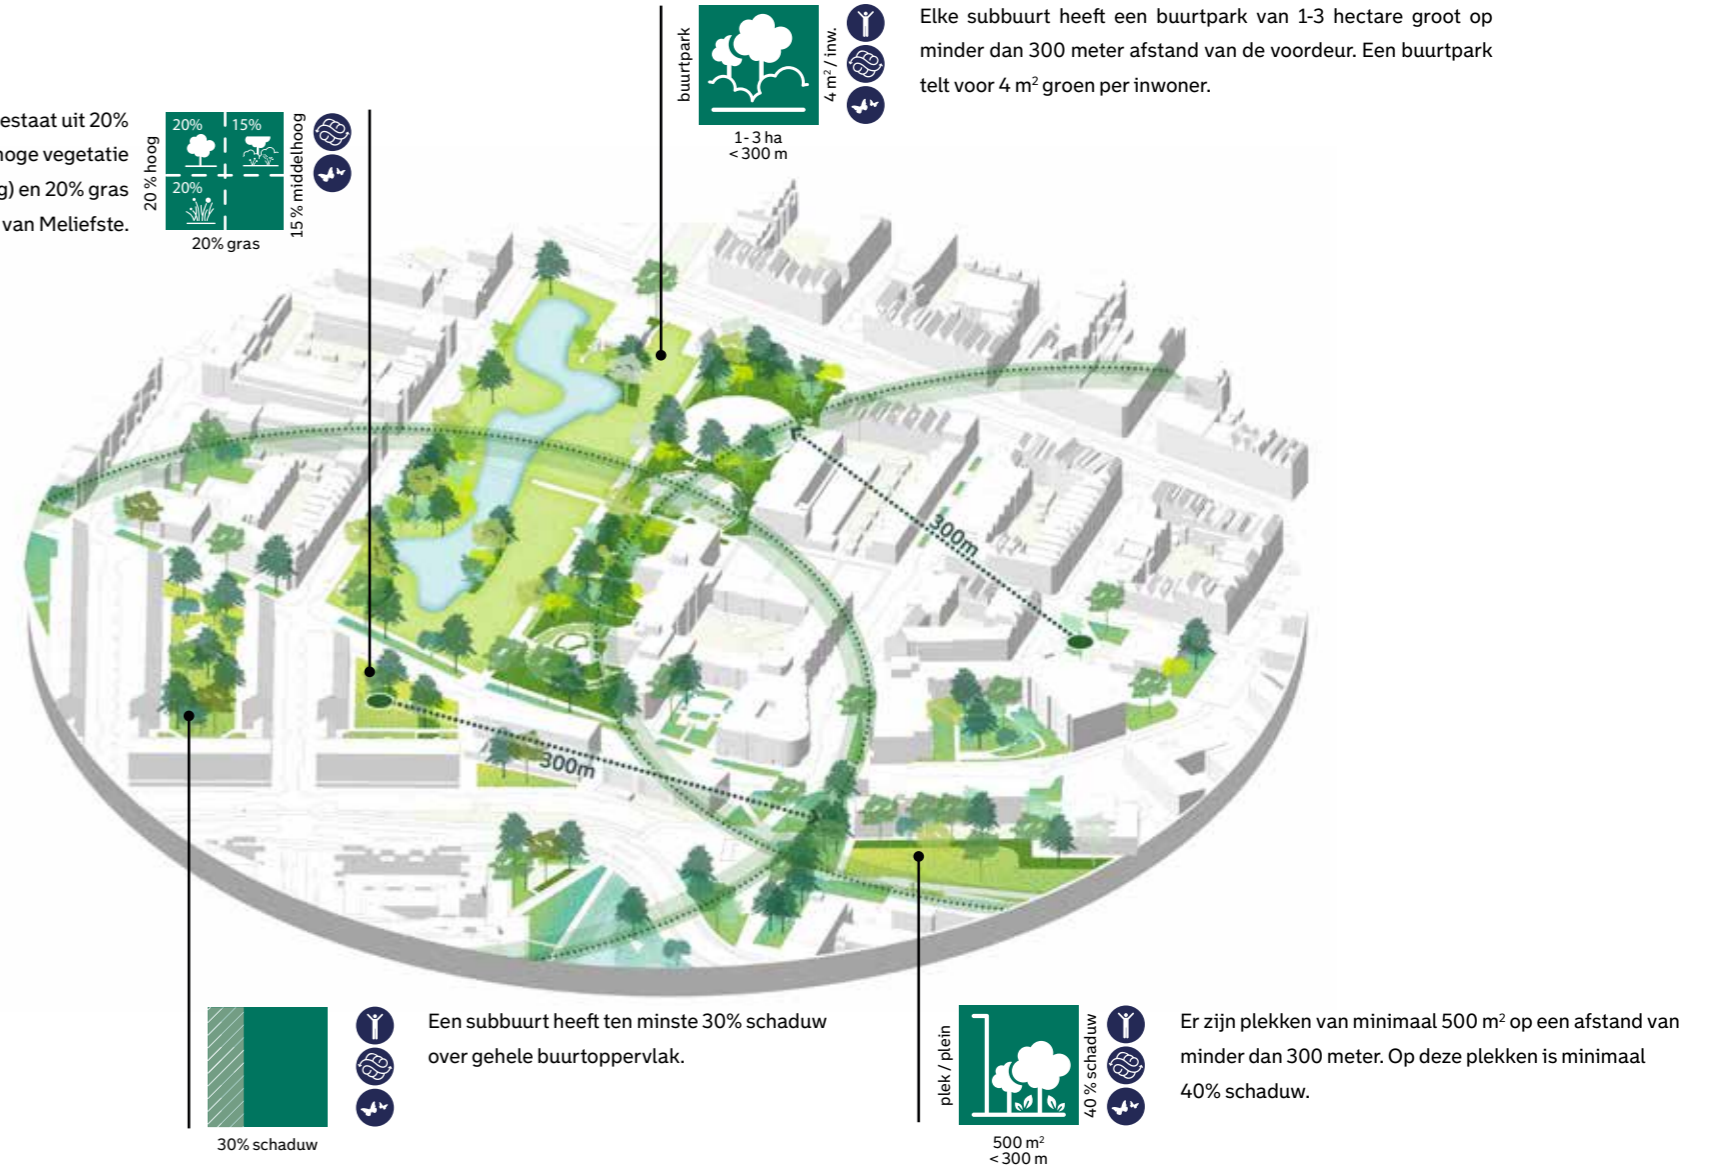 buurtpark
4 m² / inw.
1-3 ha
< 300 m
Elke subbuurt heeft een buurtpark van 1-3 hectare groot op
minder dan 300 meter afstand van de voordeur. Een buurtpark
telt voor 4 m² groen per inwoner.
estaat uit 20%
hoge vegetatie
g) en 20% gras
van Meliefste.
20 % hoog
20%
15%
20%
15 % middelhoog
20% gras
300m
300m
30% schaduw
Een subbuurt heeft ten minste 30% schaduw
over gehele buurtoppervlak.
plek / plein
40 % schaduw
500 m²
< 300 m
Er zijn plekken van minimaal 500 m² op een afstand van
minder dan 300 meter. Op deze plekken is minimaal
40% schaduw.